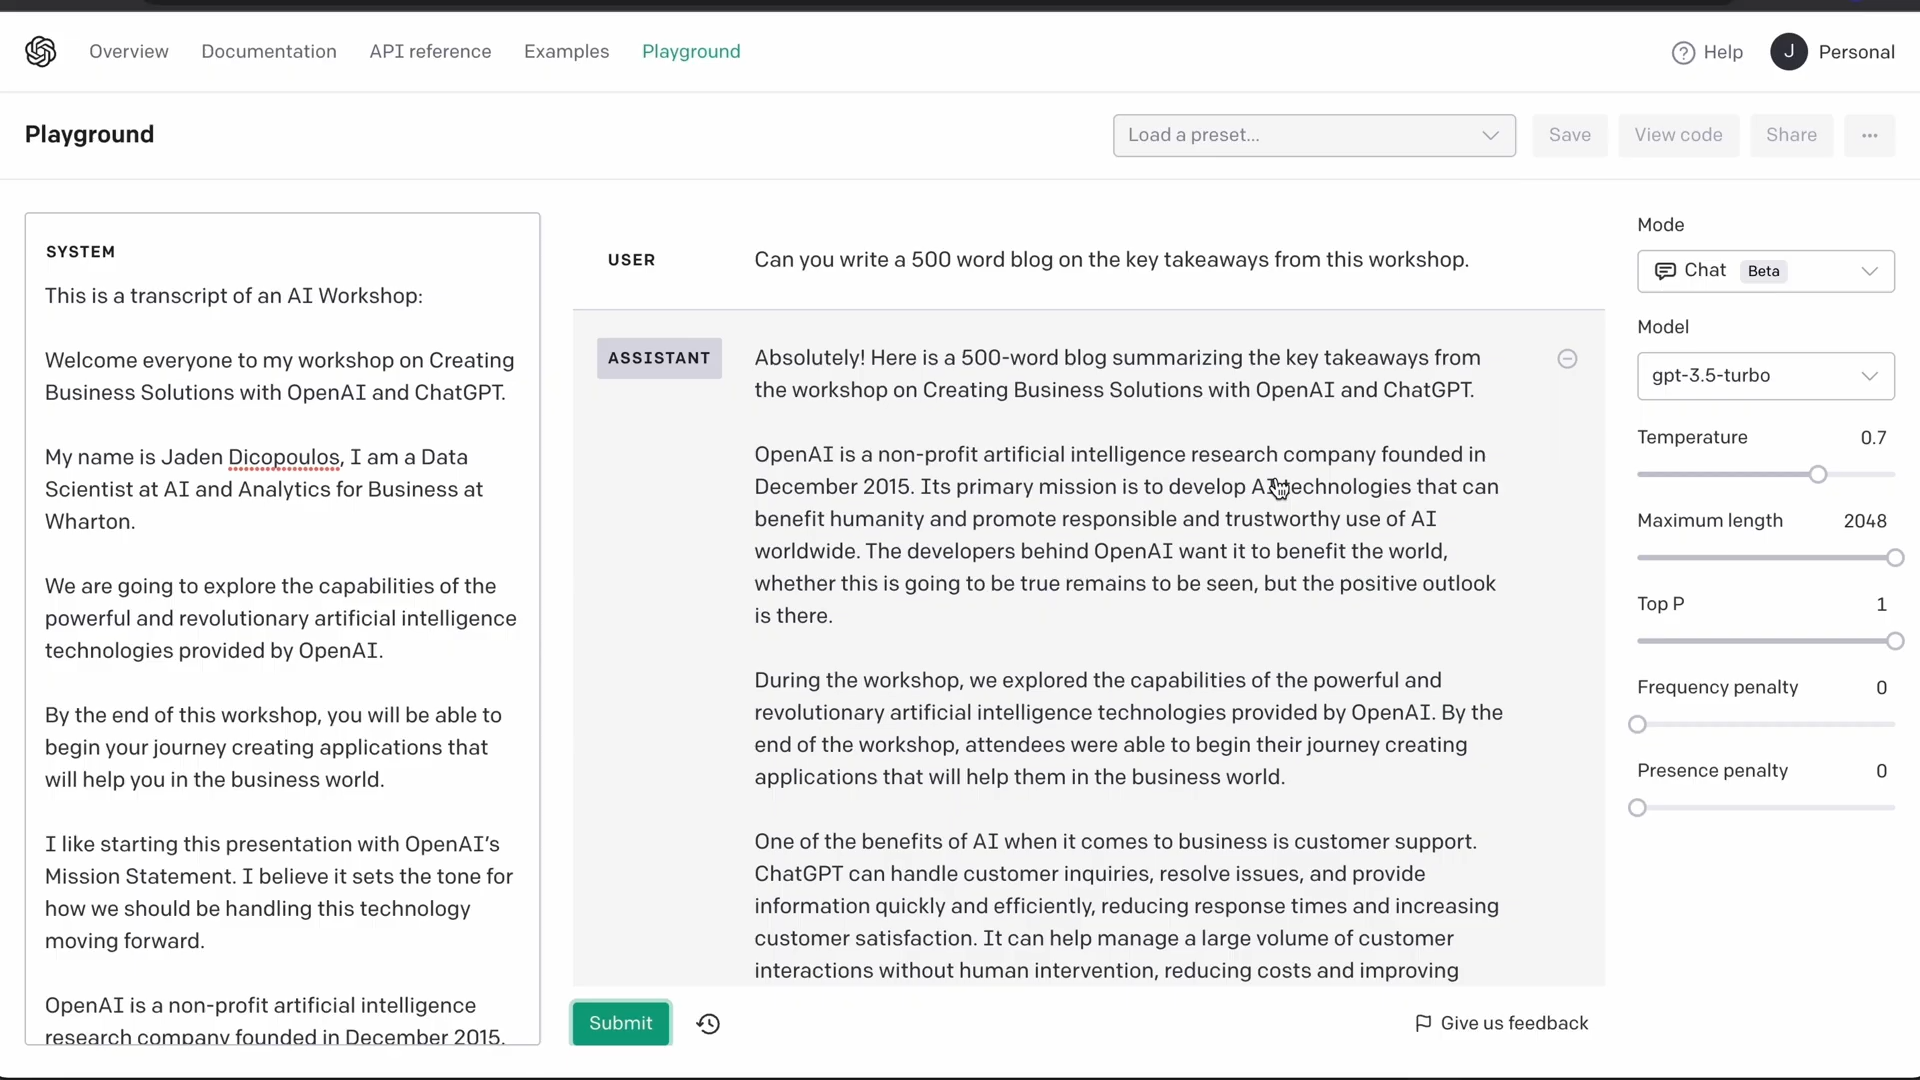 Overview Documentation API reference Examples Playground Help J Personal
Playground Load a preset... Save View code Share ...
SYSTEM
This is a transcript of an AI Workshop:
Welcome everyone to my workshop on Creating
Business Solutions with OpenAI and ChatGPT.
My name is Jaden Dicopoulos, I am a Data
Scientist at AI and Analytics for Business at
Wharton.
We are going to explore the capabilities of the
powerful and revolutionary artificial intelligence
technologies provided by OpenAI.
By the end of this workshop, you will be able to
begin your journey creating applications that
will help you in the business world.
I like starting this presentation with OpenAI’s
Mission Statement. I believe it sets the tone for
how we should be handling this technology
moving forward.
OpenAI is a non-profit artificial intelligence
research company founded in December 2015.
USER Can you write a 500 word blog on the key takeaways from this workshop.
ASSISTANT Absolutely! Here is a 500-word blog summarizing the key takeaways from
the workshop on Creating Business Solutions with OpenAI and ChatGPT.
OpenAI is a non-profit artificial intelligence research company founded in
December 2015. Its primary mission is to develop AI technologies that can
benefit humanity and promote responsible and trustworthy use of AI
worldwide. The developers behind OpenAI want it to benefit the world,
whether this is going to be true remains to be seen, but the positive outlook
is there.
During the workshop, we explored the capabilities of the powerful and
revolutionary artificial intelligence technologies provided by OpenAI. By the
end of the workshop, attendees were able to begin their journey creating
applications that will help them in the business world.
One of the benefits of AI when it comes to business is customer support.
ChatGPT can handle customer inquiries, resolve issues, and provide
information quickly and efficiently, reducing response times and increasing
customer satisfaction. It can help manage a large volume of customer
interactions without human intervention, reducing costs and improving
Submit Give us feedback
Mode
Chat Beta
Model
gpt-3.5-turbo
Temperature 0.7
Maximum length 2048
Top P 1
Frequency penalty 0
Presence penalty 0